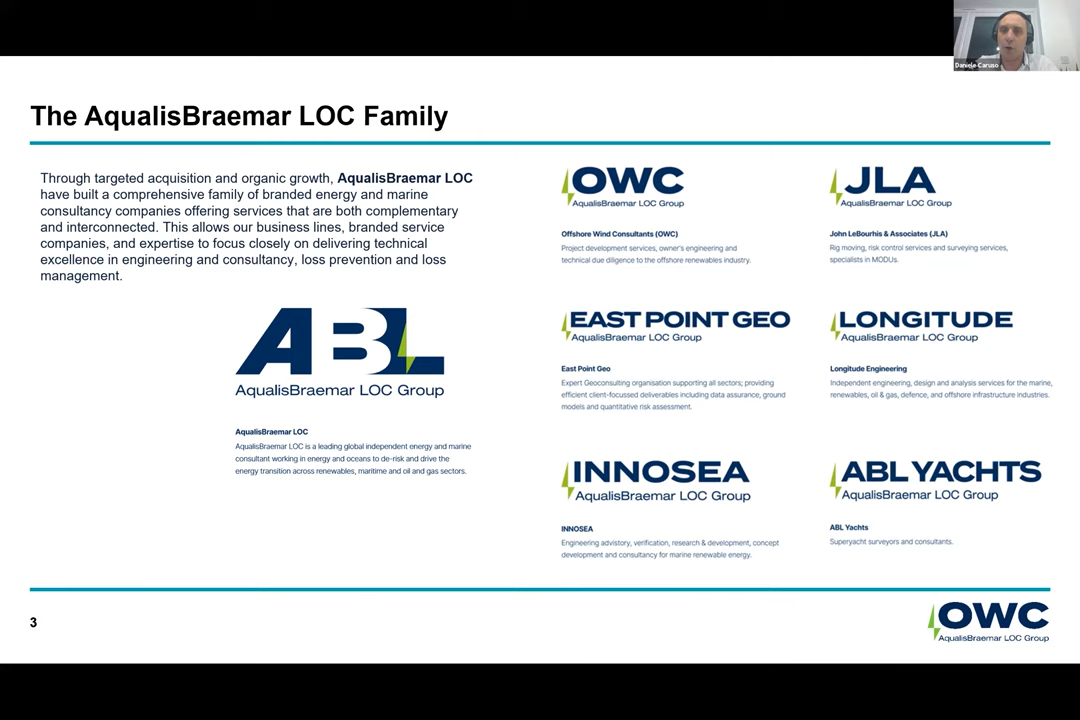 Daniele Caruso
The AqualisBraemar LOC Family
Through targeted acquisition and organic growth, AqualisBraemar LOC
have built a comprehensive family of branded energy and marine
consultancy companies offering services that are both complementary
and interconnected. This allows our business lines, branded service
companies, and expertise to focus closely on delivering technical
excellence in engineering and consultancy, loss prevention and loss
management.
ABL
AqualisBraemar LOC Group
AqualisBraemar LOC
AqualisBraemar LOC is a leading global independent energy and marine
consultant working in energy and oceans to de-risk and drive the
energy transition across renewables, maritime and oil and gas sectors.
OWC
AqualisBraemar LOC Group
Offshore Wind Consultants (OWC)
Project development services, owner's engineering and
technical due diligence to the offshore renewables industry.
JLA
AqualisBraemar LOC Group
John LeBourhis & Associates (JLA)
Rig moving, risk control services and surveying services,
specialists in MODUs.
EAST POINT GEO
AqualisBraemar LOC Group
East Point Geo
Expert Geoconsulting organisation supporting all sectors; providing
efficient client-focussed deliverables including data assurance, ground
models and quantitative risk assessment.
LONGITUDE
AqualisBraemar LOC Group
Longitude Engineering
Independent engineering, design and analysis services for the marine,
renewables, oil & gas, defence, and offshore infrastructure industries.
INNOSEA
AqualisBraemar LOC Group
INNOSEA
Engineering advistory, verification, research & development, concept
development and consultancy for marine renewable energy.
ABL YACHTS
AqualisBraemar LOC Group
ABL Yachts
Superyacht surveyors and consultants.
3
OWC
AqualisBraemar LOC Group